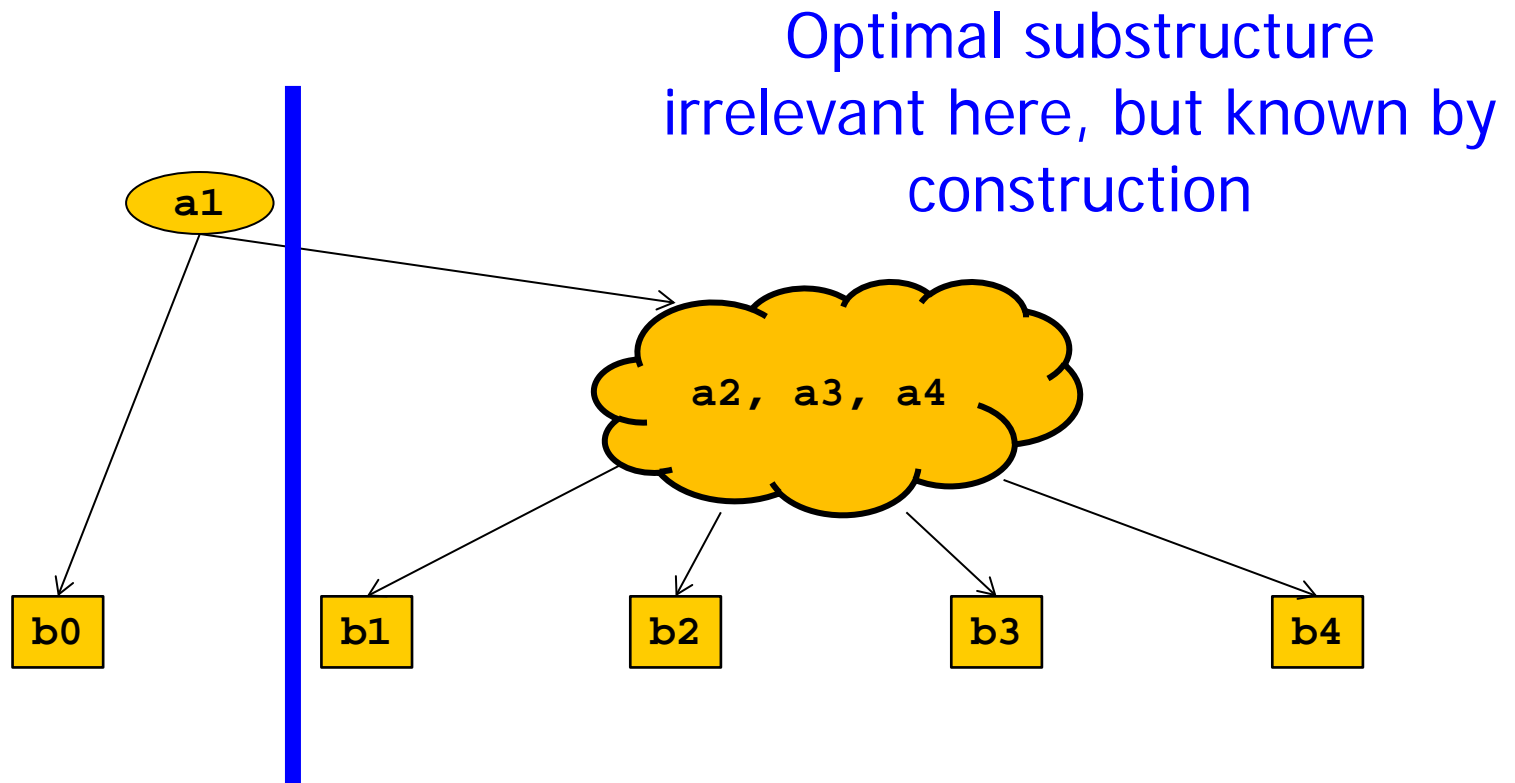 Optimal substructure
irrelevant here, but known by
construction
a1
a2, a3, a4
b0
b1
b2
b3
b4